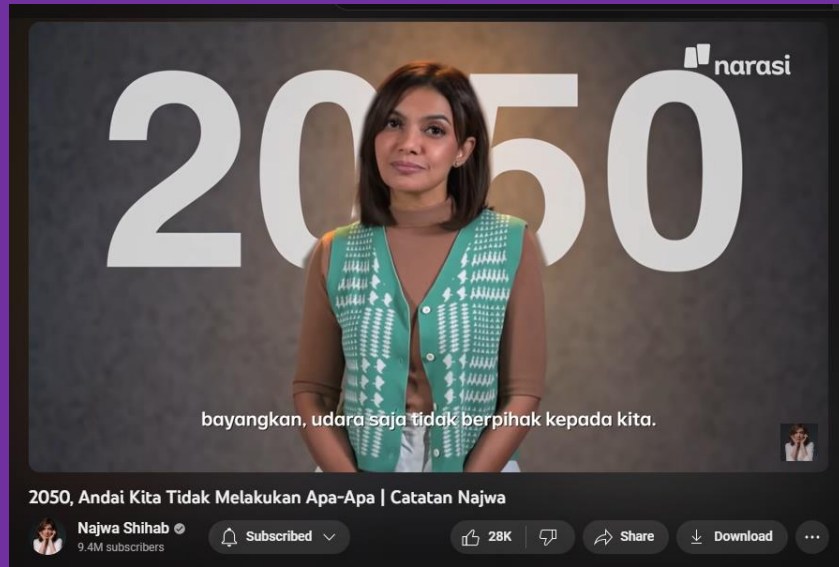 2050
narasi
bayangkan, udara saja tidak berpihak kepada kita.
2050, Andai Kita Tidak Melakukan Apa-Apa | Catatan Najwa
Najwa Shihab
9.4M subscribers
Subscribed
28K
Share
Download